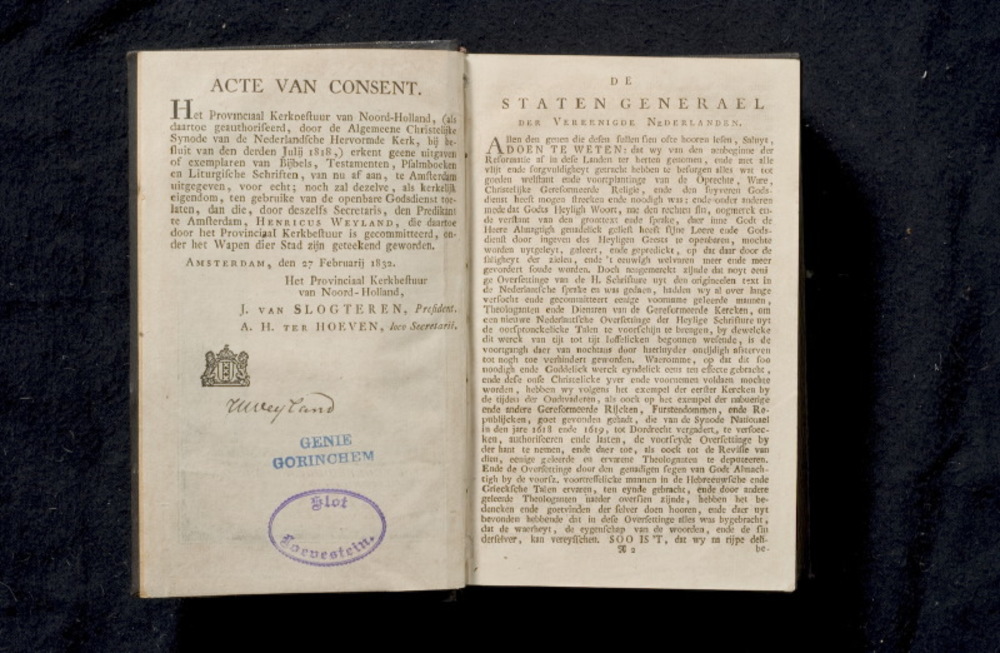 ACTE VAN CONSENT.
Het Provinciaal Kerkbestuur van Noord-Holland, (als
daartoe geauthoriseerd, door de Algemeene Christelijke
Synode van de Nederlandsche Hervormde Kerk, bij be-
sluit van den derden Julij 1818,) erkent geene uitgaven
of exemplaren van Bijbels, Testamenten, Psalmboeken
en Liturgische Schriften, van nu af aan, te Amsterdam
uitgegeven, voor echt; noch zal dezelve, als kerkelijk
eigendom, ten gebruike van de openbare Godsdienst toe-
laten, dan die, door deszelfs Secretaris, den Predikant
te Amsterdam, HENRICUS WEYLAND, die daartoe
door het Provinciaal Kerkbestuur is gecommitteerd, on-
der het Wapen dier Stad zijn geteekend geworden.
AMSTERDAM, den 27 Februarij 1832.
Het Provinciaal Kerkbestuur
van Noord-Holland,
J. VAN SLOGTEREN, President.
A. H. TER HOEVEN, loco Secretaris.
HWeyland
GENIE
GORINCHEM
Slot
Loevestein.
DE
STATEN GENERAEL
DER VEREENIGDE NEDERLANDEN.
Allen den genen die desen sullen sien ofte hooren lesen, Saluyt,
DOEN TE WETEN: dat wy van den aenbeginne der
Reformatie af in dese Landen ter herten genomen, ende met alle
vlijt ende sorgvuldigheyt getracht hebben te besorgen alles wat tot
goeden welstant ende voortplantinge van de Oprechte, Ware,
Christelijke Gereformeerde Religie, ende den suyveren Gods-
dienst heeft mogen strecken ende noodigh was: ende onder anderen
mede dat Godts Heyligh Woort, nae den rechten sin, oogmerck en-
de verstant van den grontext ende sprake, daer inne Godt de
Heere Almagtigh genadelick gelieft heeft sijne Leere ende Gods-
dienst door ingeven des Heyligen Geests te openbaren, mochte
worden uytgeleyt, geleert, ende gepredickt, op dat daer door de
saligheyt der zielen, ende 't eeuwigh welvaren meer ende meer
gevordert soude worden. Doch aengemerckt zijnde dat noyt eeni-
ge Oversettinge van de H. Schrifture uyt den originelen text in
de Nederlantsche sprake en was gedaen, hadden wy al over lange
versocht ende gecommitteert eenige voorname geleerde mannen,
Theologanten ende Dienaren van de Gereformeerde Kercken, om
een nieuwe Nederlantsche Oversettinge der Heylige Schrifture uyt
de oorspronckelicke Talen te voorschijn te brengen, by dewelcke
dit werck van tijt tot tijt loffelicken begonnen wesende, is de
voortgangh daer van nochtans door haerluyder ontijdigh afsterven
tot nogh toe verhindert geworden. Waeromme, op dat dit soo
noodigh ende Goddelick werck eyndelick eens ten effecte gebracht,
ende dese onse Christelicke yver ende voornemen voldaen mochte
worden, hebben wy volgens het exempel der eerster Kercken by
de tijden der Oudtvaderen, als oock op het exempel der naburige
ende andere Gereformeerde Rijcken, Furstendommen, ende Re-
publijcken, goet gevonden gehadt, die van de Synode Nationael
in den jare 1618 ende 1619, tot Dordrecht vergadert, te versoec-
ken, authoriseeren ende lasten, de voorseyde Oversettinge by
der hant te nemen, ende daer toe, als oock tot de Revisie van
dien, eenige geleerde en ervarene Theologanten te deputeeren.
Ende de Oversettinge door den genadigen segen van Godt Almach-
tigh by de voorsz. voortreffelicke mannen in de Hebreeuwsche ende
Grieksche Talen ervaren, ten eynde gebracht, ende door andere
geleerde Theologanten nader oversien zijnde, hebben het be-
dencken ende goetvinden der selver doen hooren, ende daer uyt
bevonden hebbende dat in dese Oversettinge alles was bygebracht,
dat de waerheyt, de eygenschap van de woorden, ende de sin
derselver, kan vereysschen. SOO IS 'T, dat wy na rijpe deli-
2
be-